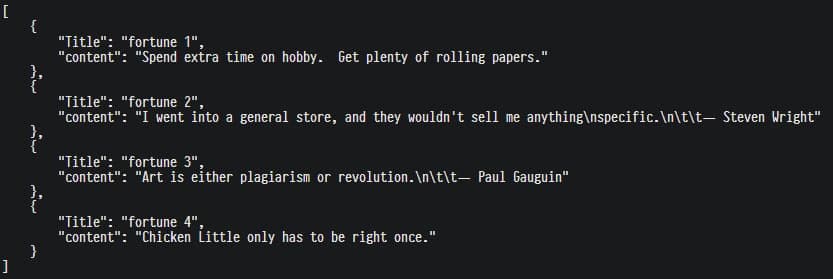 [
    {
        "Title": "fortune 1",
        "content": "Spend extra time on hobby.  Get plenty of rolling papers."
    },
    {
        "Title": "fortune 2",
        "content": "I went into a general store, and they wouldn't sell me anything\nspecific.\n\t\t— Steven Wright"
    },
    {
        "Title": "fortune 3",
        "content": "Art is either plagiarism or revolution.\n\t\t— Paul Gauguin"
    },
    {
        "Title": "fortune 4",
        "content": "Chicken Little only has to be right once."
    }
]